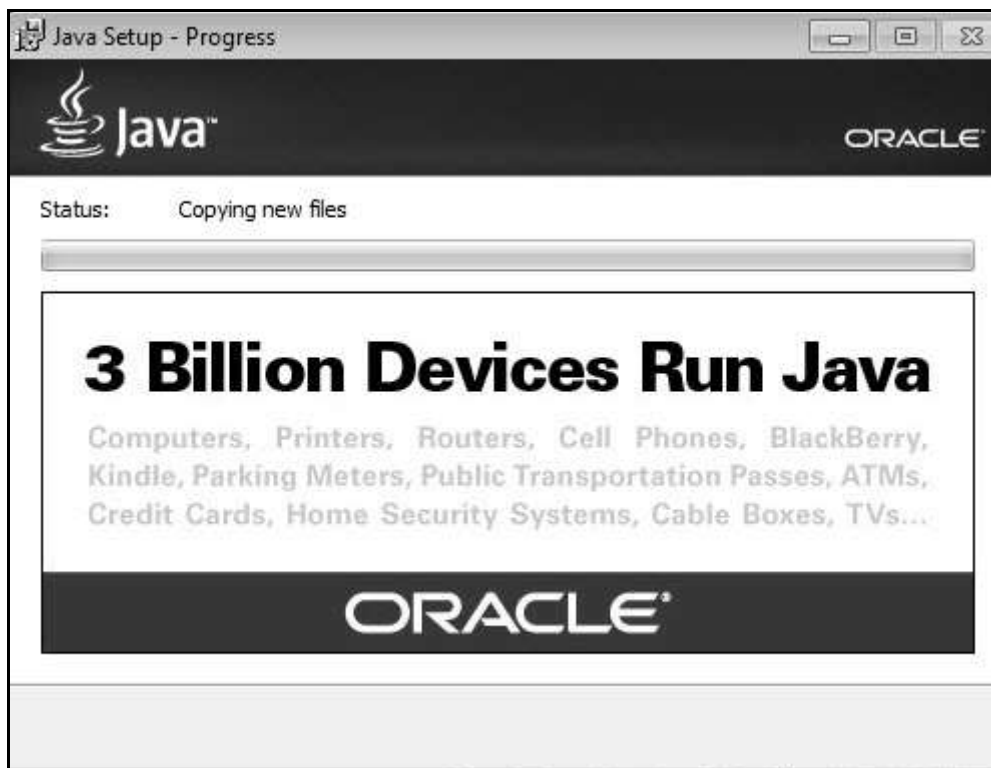 Java Setup - Progress
Java™
ORACLE®
Status: Copying new files
3 Billion Devices Run Java
Computers, Printers, Routers, Cell Phones, BlackBerry,
Kindle, Parking Meters, Public Transportation Passes, ATMs,
Credit Cards, Home Security Systems, Cable Boxes, TVs...
ORACLE®